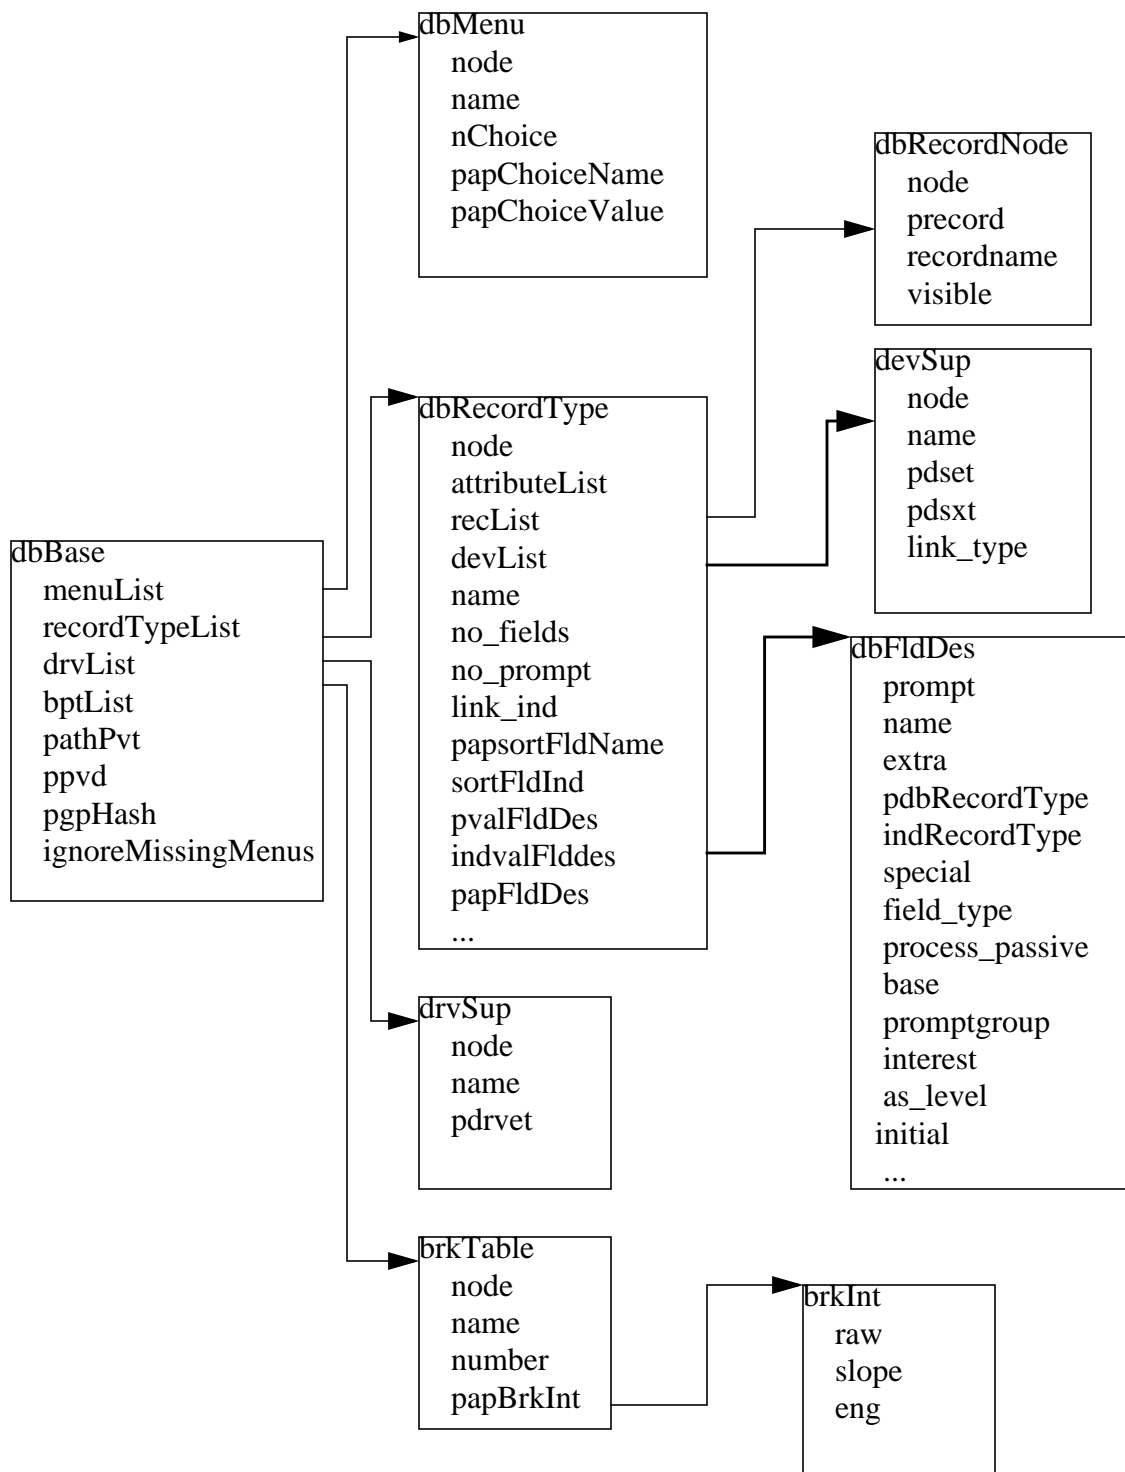 dbBase
menuList
recordTypeList
drvList
bptList
pathPvt
ppvd
pgpHash
ignoreMissingMenus
dbMenu
node
name
nChoice
papChoiceName
papChoiceValue
dbRecordType
node
attributeList
recList
devList
name
no_fields
no_prompt
link_ind
papsortFldName
sortFldInd
pvalFldDes
indvalFlddes
papFldDes
...
drvSup
node
name
pdrvet
brkTable
node
name
number
papBrkInt
dbRecordNode
node
precord
recordname
visible
devSup
node
name
pdset
pdsxt
link_type
dbFldDes
prompt
name
extra
pdbRecordType
indRecordType
special
field_type
process_passive
base
promptgroup
interest
as_level
initial
...
brkInt
raw
slope
eng